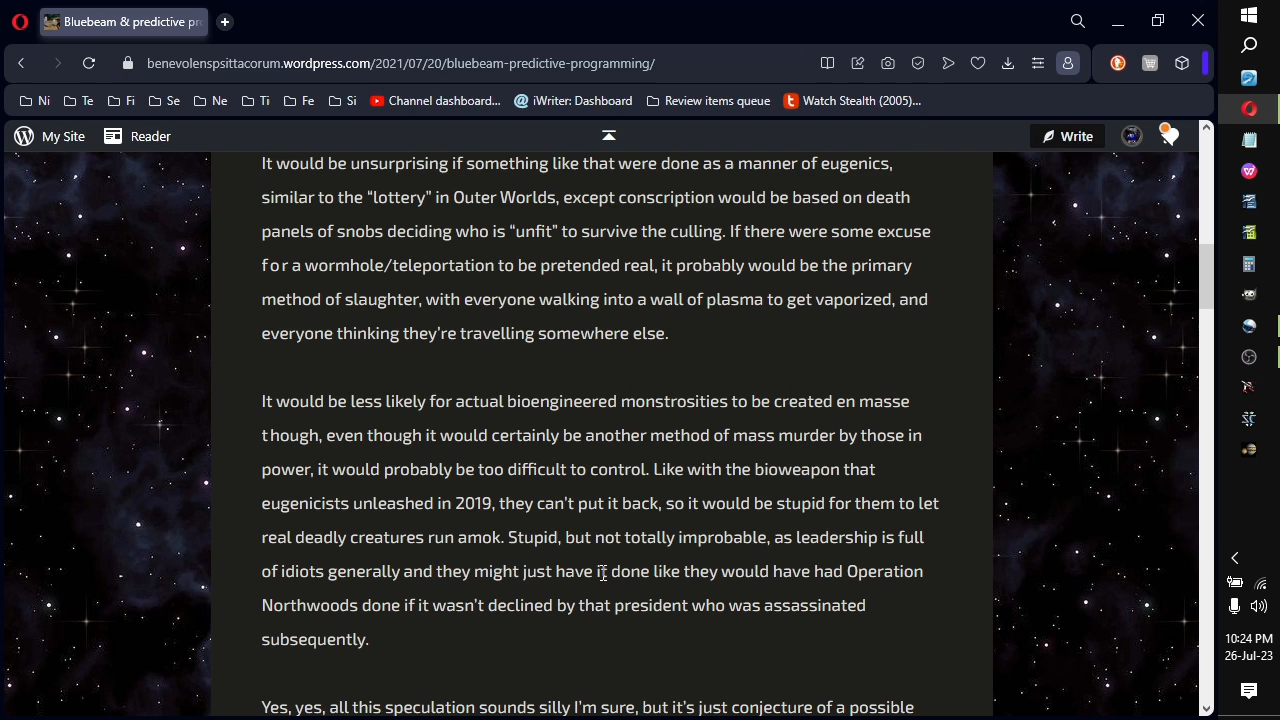 Bluebeam & predictive pr
benevolenspsittacorum.wordpress.com/2021/07/20/bluebeam-predictive-programming/
Ni Te Fi Se Ne Ti Fe Si Channel dashboard... iWriter: Dashboard Review items queue Watch Stealth (2005)...
My Site Reader Write
It would be unsurprising if something like that were done as a manner of eugenics,
similar to the “lottery” in Outer Worlds, except conscription would be based on death
panels of snobs deciding who is “unfit” to survive the culling. If there were some excuse
for a wormhole/teleportation to be pretended real, it probably would be the primary
method of slaughter, with everyone walking into a wall of plasma to get vaporized, and
everyone thinking they're travelling somewhere else.
It would be less likely for actual bioengineered monstrosities to be created en masse
though, even though it would certainly be another method of mass murder by those in
power, it would probably be too difficult to control. Like with the bioweapon that
eugenicists unleashed in 2019, they can't put it back, so it would be stupid for them to let
real deadly creatures run amok. Stupid, but not totally improbable, as leadership is full
of idiots generally and they might just have it done like they would have had Operation
Northwoods done if it wasn't declined by that president who was assassinated
subsequently.
Yes, yes, all this speculation sounds silly I'm sure, but it's just conjecture of a possible
10:24 PM
26-Jul-23